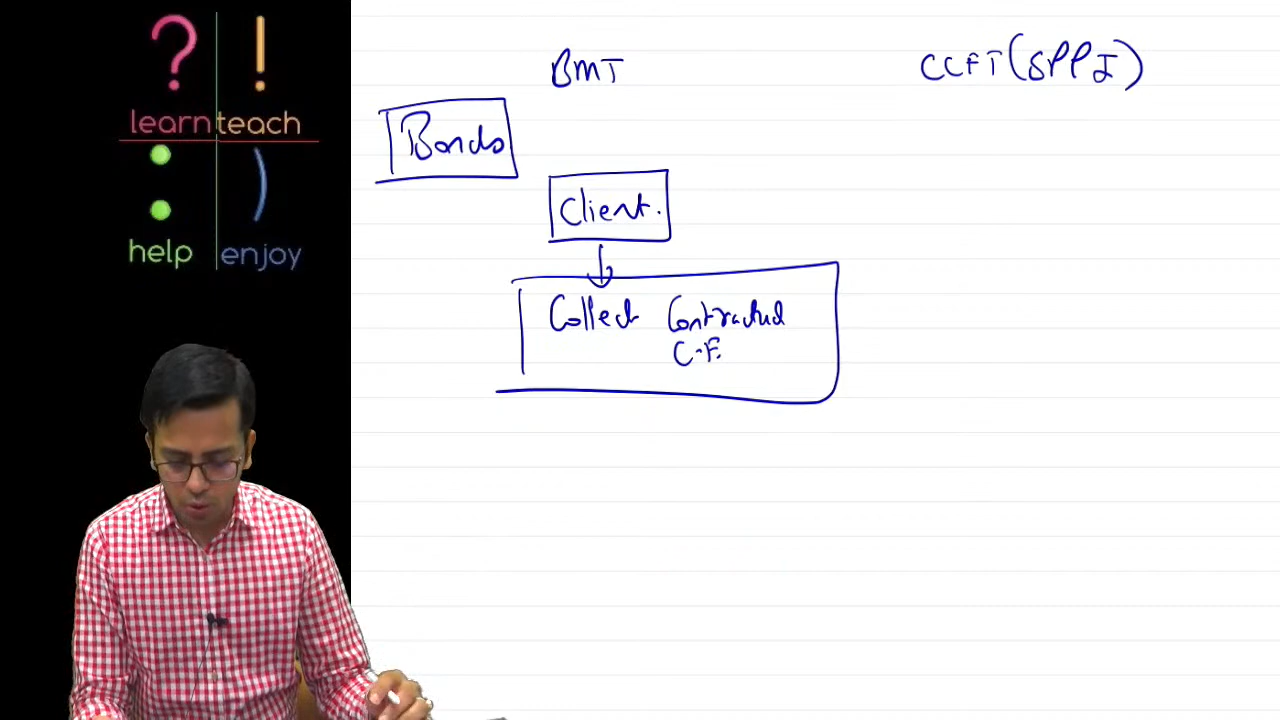 ? !
learn teach
: )
help enjoy
BMT CCFT (SPPI)
Bonds
Client.
Collect Contracted
C.F.